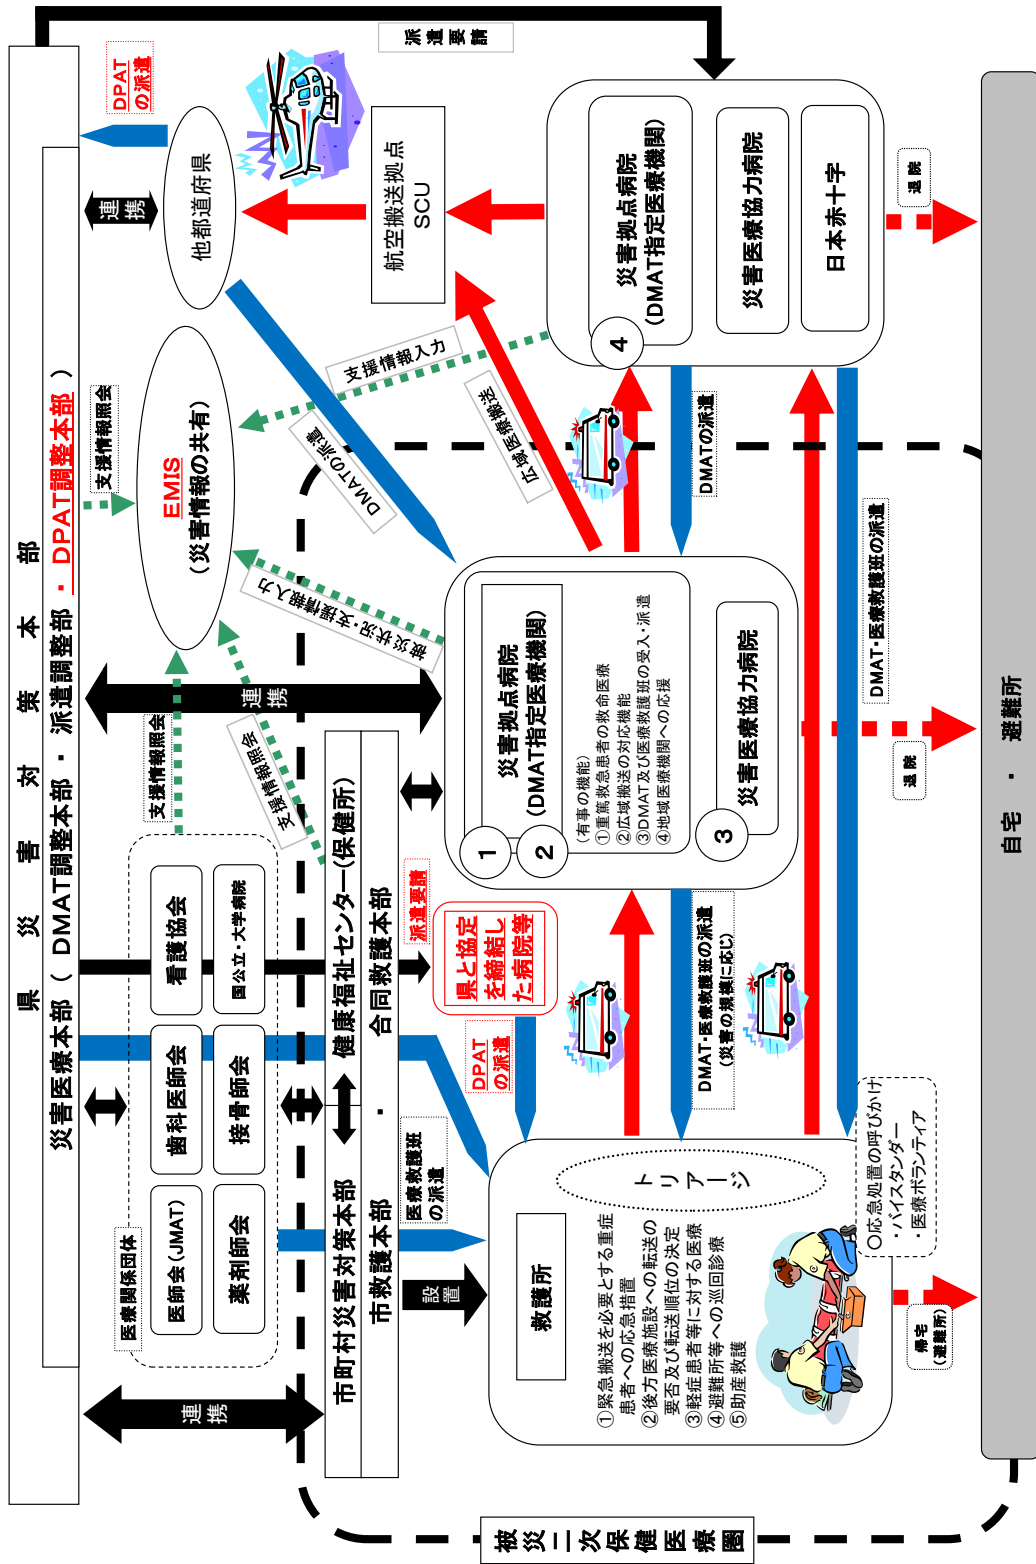 県災害対策本部
災害医療本部(DMAT調整本部・派遣調整部・DPAT調整本部)
連携
医療関係団体
医師会(JMAT)
歯科医師会
看護協会
薬剤師会
接骨師会
国公立・大学病院
支援情報照会
支援情報照会
支援情報照会
EMIS
(災害情報の共有)
連携
他都道府県
DPAT
の派遣
派遣要請
被災状況・支援情報入力
支援情報入力
DMATの派遣
広域医療搬送
航空搬送拠点
SCU
連携
市町村災害対策本部
健康福祉センター(保健所)
市救護本部・合同救護本部
設置
医療救護班
の派遣
派遣要請
県と協定
を締結し
た病院等
DPAT
の派遣
救護所
①緊急搬送を必要とする重症
患者への応急措置
②後方医療施設への転送の
要否及び転送順位の決定
③軽症患者等に対する医療
④避難所等への巡回診療
⑤助産救護
トリアージ
〇応急処置の呼びかけ
・バイスタンダー
・医療ボランティア
DMAT・医療救護班の派遣
(災害の規模に応じ)
1
2
災害拠点病院
(DMAT指定医療機関)
(有事の機能)
①重篤救急患者の救命医療
②広域搬送の対応機能
③DMAT及び医療救護班の受入・派遣
④地域医療機関への応援
3
災害医療協力病院
DMATの派遣
DMAT・医療救護班の派遣
4
災害拠点病院
(DMAT指定医療機関)
災害医療協力病院
日本赤十字
帰宅
(避難所)
退院
退院
自宅・避難所
被災二次保健医療圏